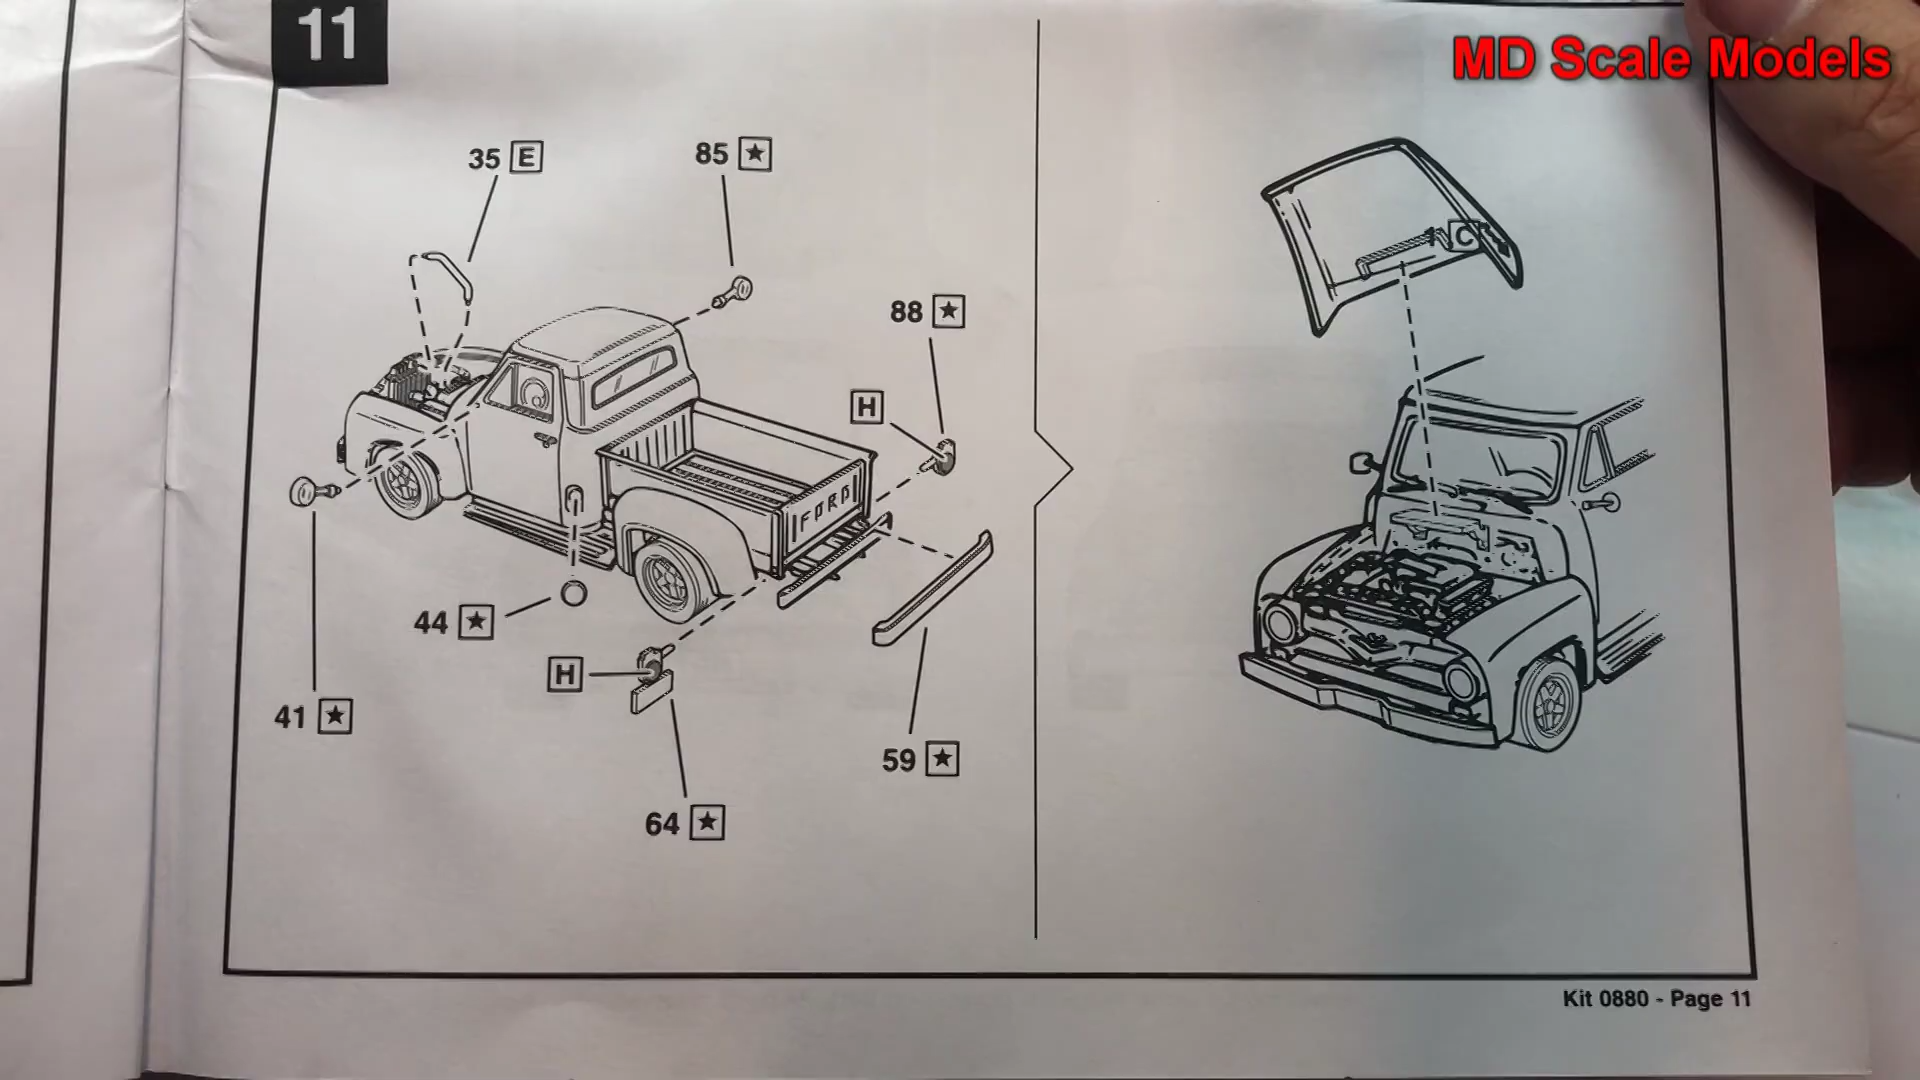 11
MD Scale Models
35 E
85 ★
88 ★
H
C
FORD
44 ★
H
41 ★
59 ★
64 ★
Kit 0880 - Page 11